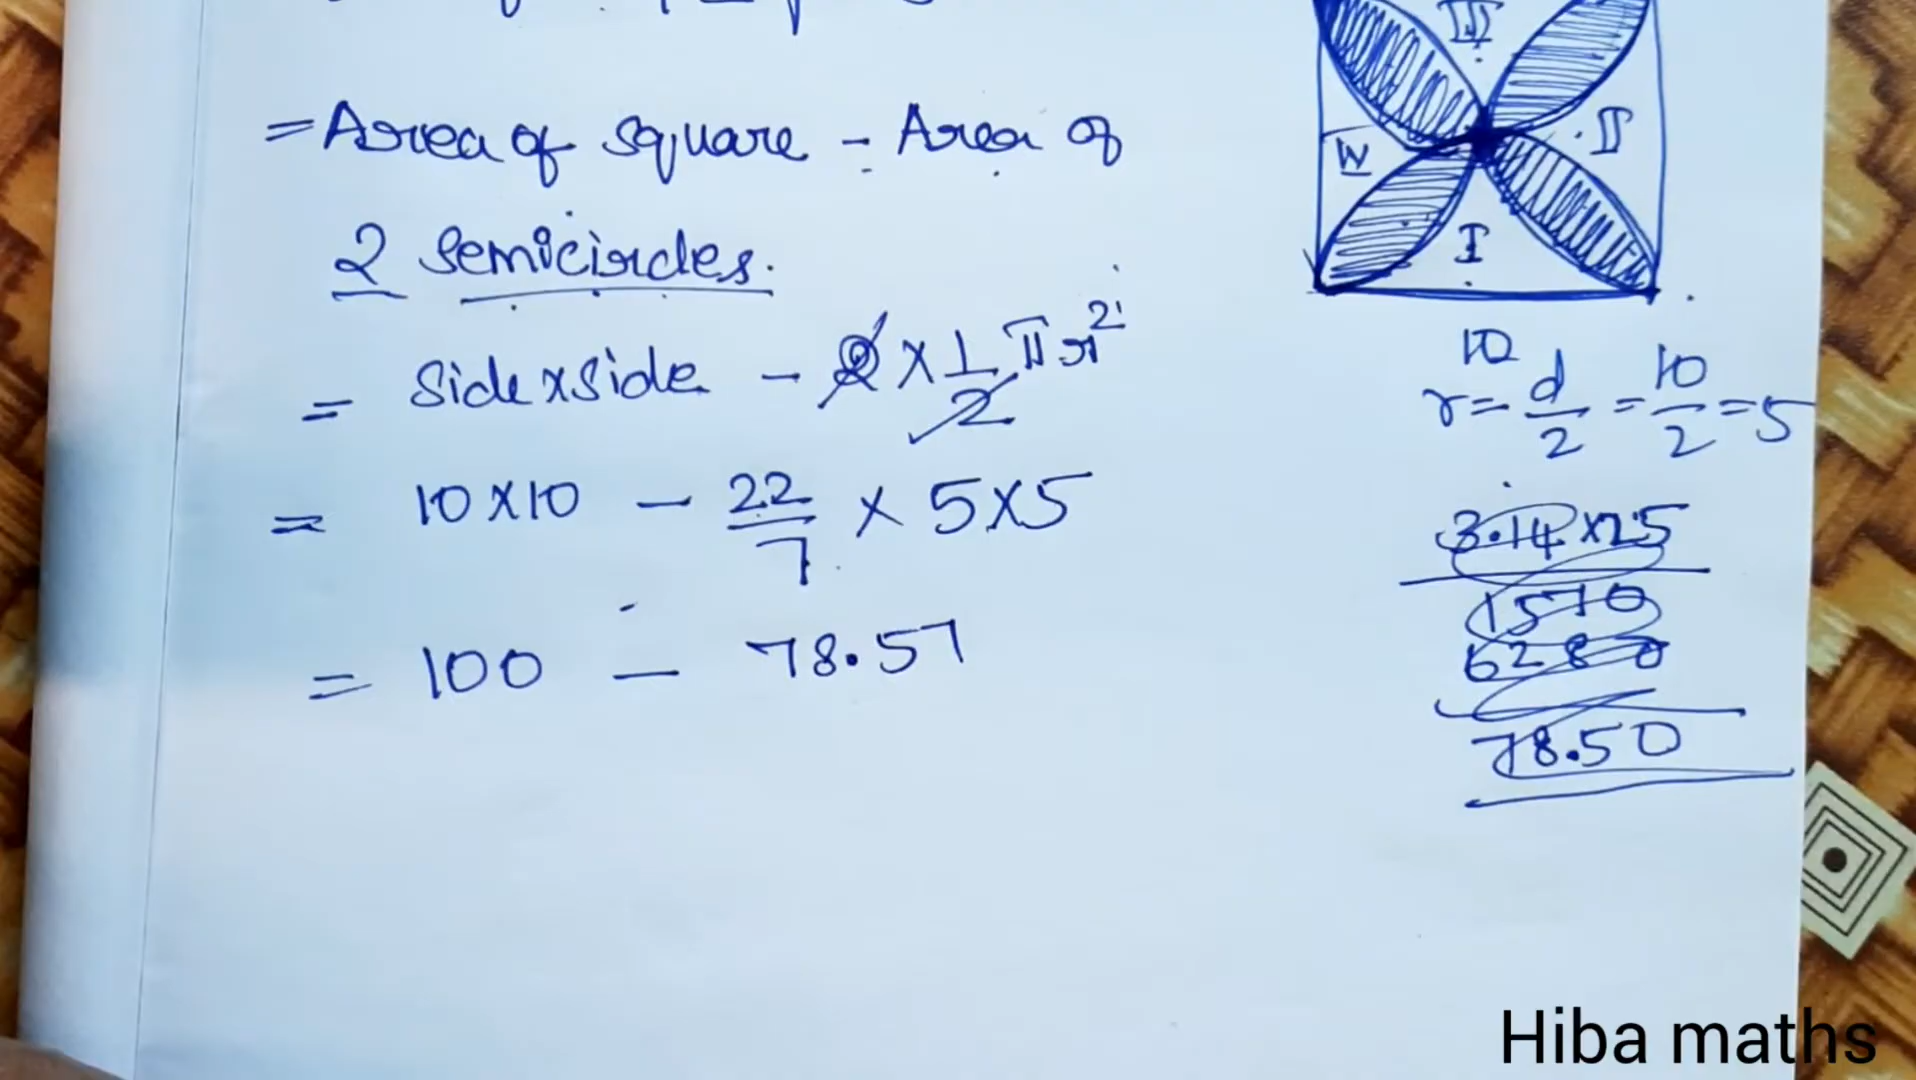 = Area of square - Area of
2 semicircles.
= Side x side - 2 x 1/2 π r²
= 10 x 10 - 22/7 x 5 x 5
= 100 - 78.57
III
II
IV
I
10
r = d/2 = 10/2 = 5
3.14 x 25
1570
6280
78.50
Hiba maths